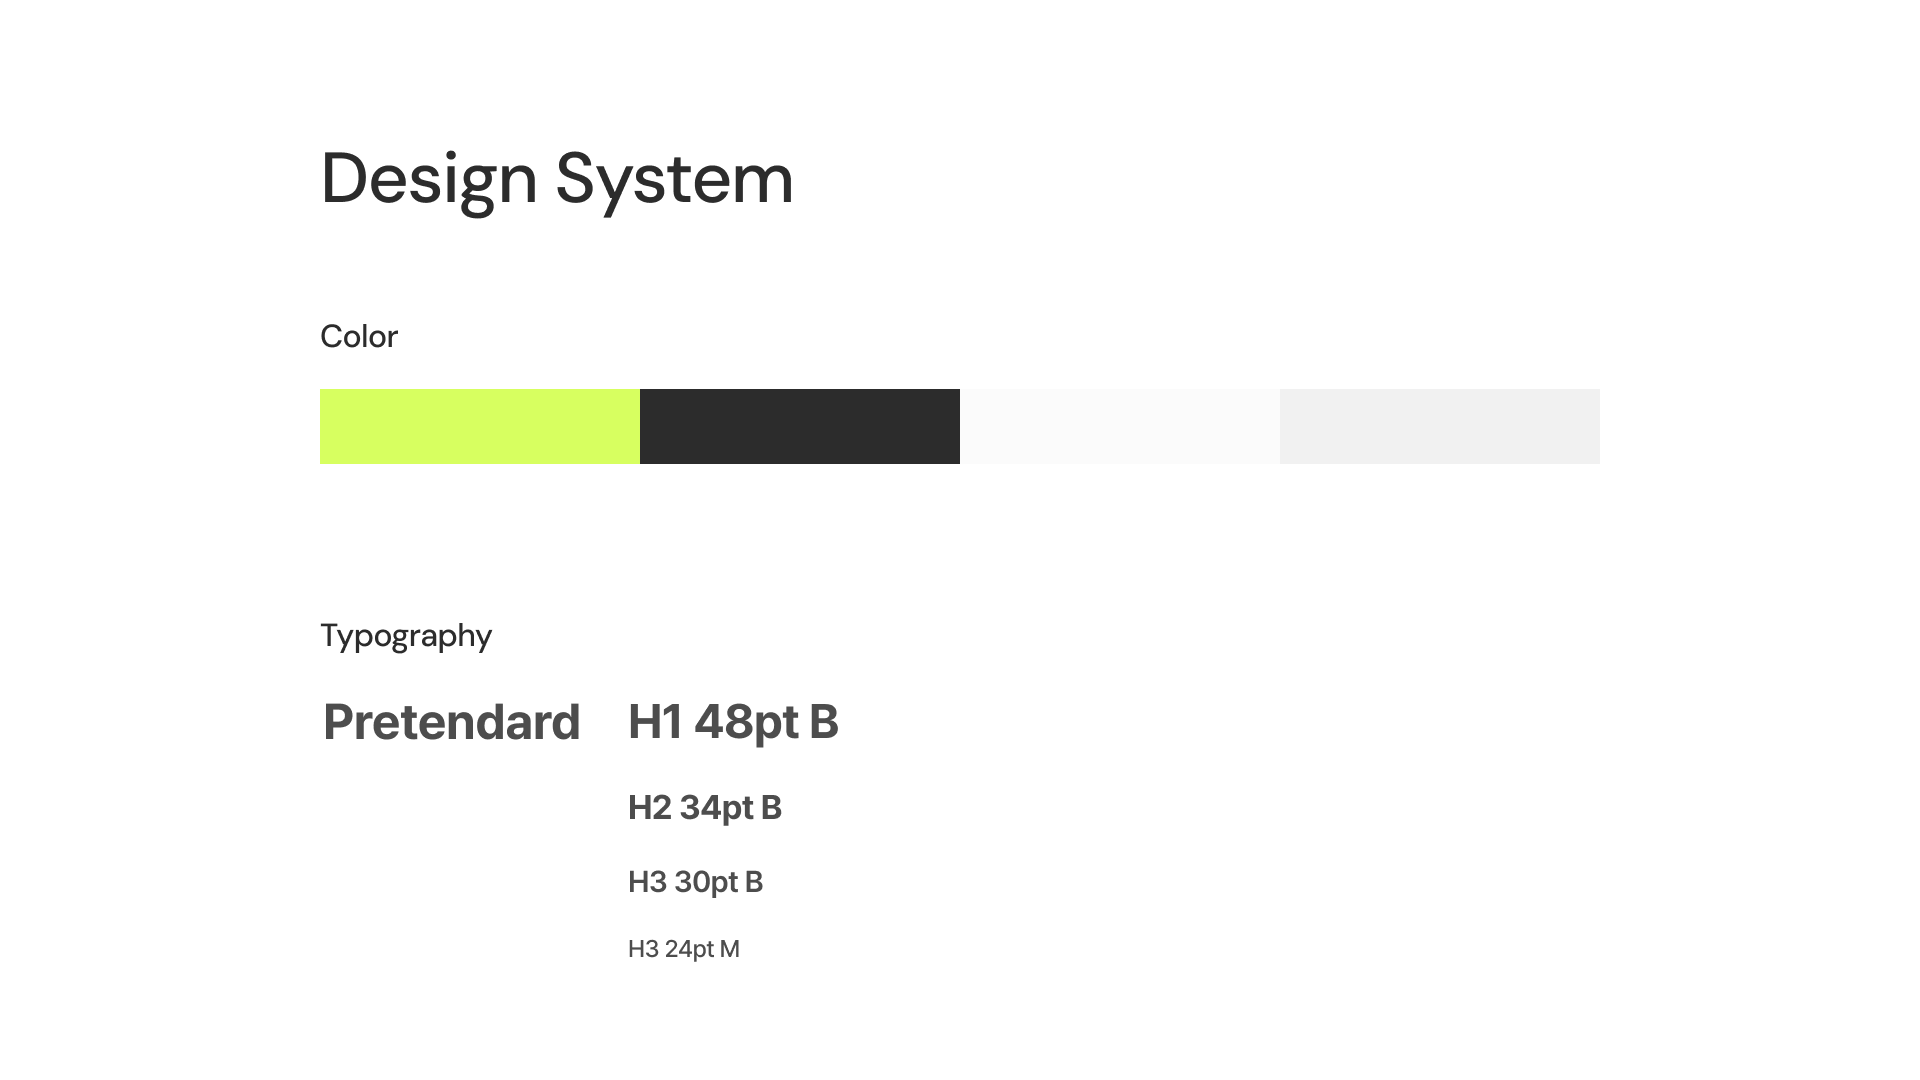 Design System
Color
Typography
Pretendard
H1 48pt B
H2 34pt B
H3 30pt B
H3 24pt M